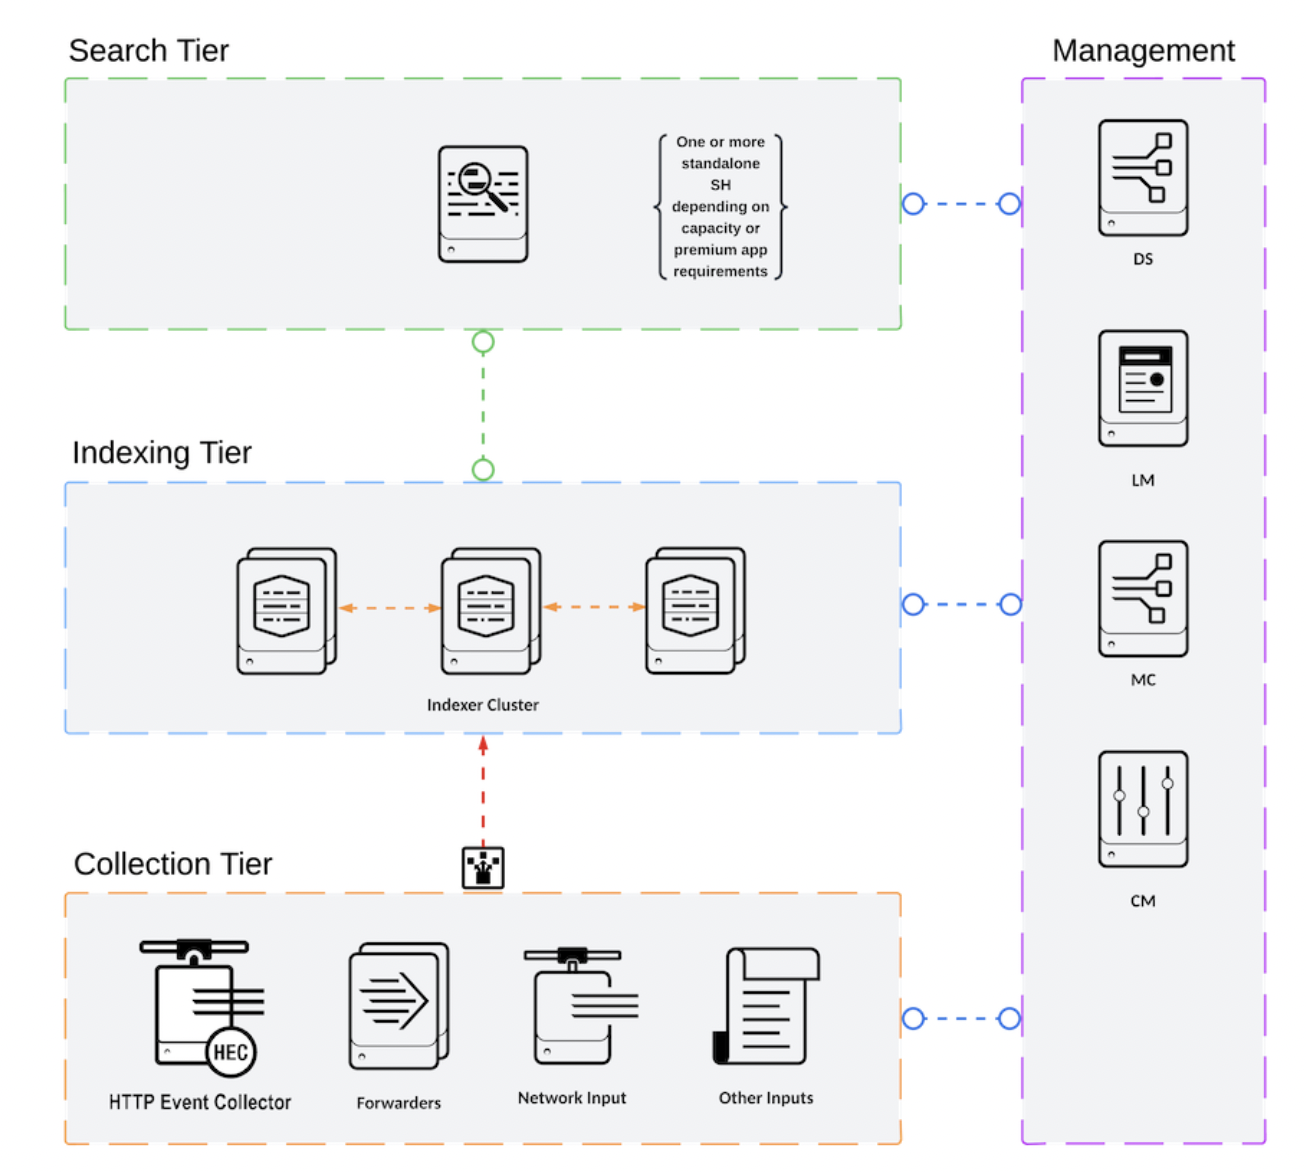 Search Tier
Management
One or more
standalone
SH
depending on
capacity or
premium app
requirements
DS
LM
Indexing Tier
MC
Indexer Cluster
Collection Tier
CM
HEC
HTTP Event Collector
Forwarders
Network Input
Other Inputs